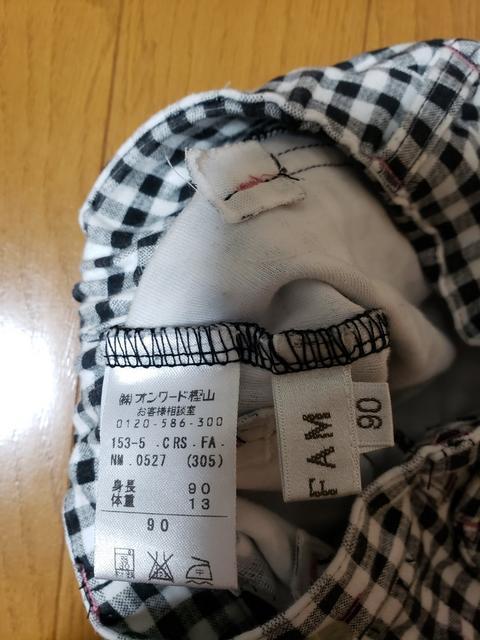 ㈱オンワード樫山
お客様相談室
0120-586-300
153-5 .CRS.FA.
NM.0527 (305)
身長 90
体重 13
90
FAM
90